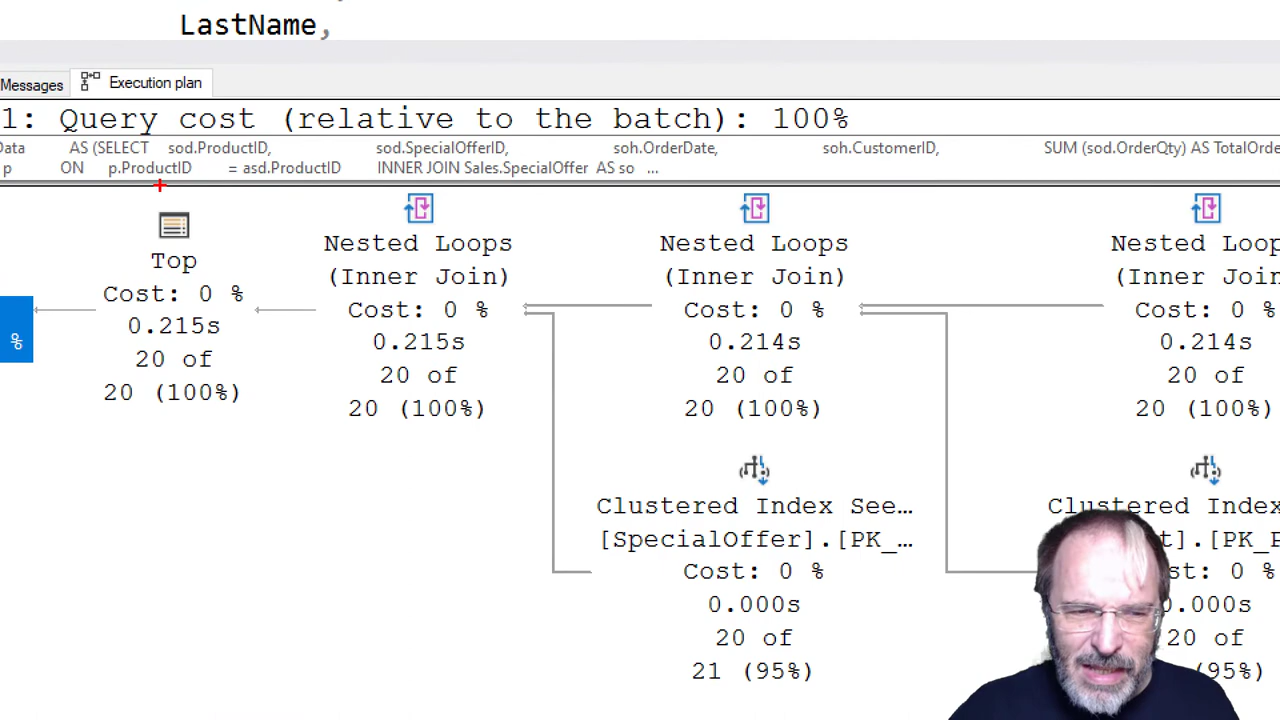 LastName,
Messages Execution plan
1: Query cost (relative to the batch): 100%
Data AS (SELECT sod.ProductID, sod.SpecialOfferID, soh.OrderDate, soh.CustomerID, SUM (sod.OrderQty) AS TotalOrde
p ON p.ProductID = asd.ProductID INNER JOIN Sales.SpecialOffer AS so ...
%
Top
Cost: 0 %
0.215s
20 of
20 (100%)
Nested Loops
(Inner Join)
Cost: 0 %
0.215s
20 of
20 (100%)
Nested Loops
(Inner Join)
Cost: 0 %
0.214s
20 of
20 (100%)
Nested Loop
(Inner Join
Cost: 0 %
0.214s
20 of
20 (100%)
Clustered Index See...
[SpecialOffer].[PK_...
Cost: 0 %
0.000s
20 of
21 (95%)
Clustered Index
t].[PK_P
st: 0 %
0.000s
20 of
(95%)